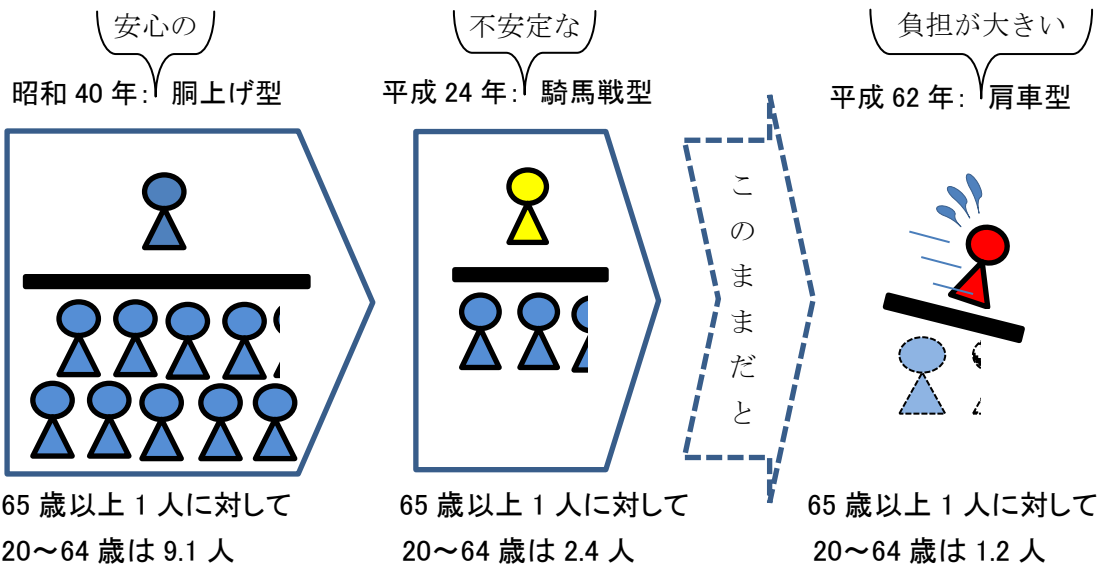 安心の
昭和 40 年: 胴上げ型
65 歳以上 1 人に対して
20～64 歳は 9.1 人
不安定な
平成 24 年: 騎馬戦型
65 歳以上 1 人に対して
20～64 歳は 2.4 人
このままだと
負担が大きい
平成 62 年: 肩車型
65 歳以上 1 人に対して
20～64 歳は 1.2 人